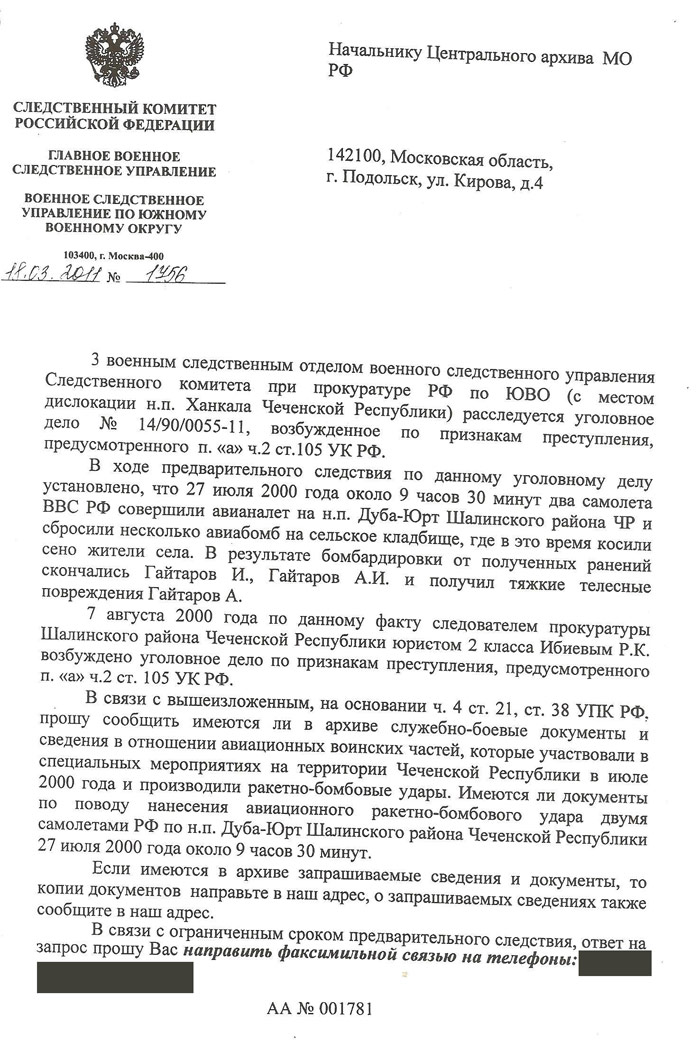 СЛЕДСТВЕННЫЙ КОМИТЕТ
РОССИЙСКОЙ ФЕДЕРАЦИИ
ГЛАВНОЕ ВОЕННОЕ
СЛЕДСТВЕННОЕ УПРАВЛЕНИЕ
ВОЕННОЕ СЛЕДСТВЕННОЕ
УПРАВЛЕНИЕ ПО ЮЖНОМУ
ВОЕННОМУ ОКРУГУ
103400, г. Москва-400
18.03.2011 № 1756
Начальнику Центрального архива МО
РФ
142100, Московская область,
г. Подольск, ул. Кирова, д.4
3 военным следственным отделом военного следственного управления
Следственного комитета при прокуратуре РФ по ЮВО (с местом
дислокации н.п. Ханкала Чеченской Республики) расследуется уголовное
дело № 14/90/0055-11, возбужденное по признакам преступления,
предусмотренного п. «а» ч.2 ст.105 УК РФ.
В ходе предварительного следствия по данному уголовному делу
установлено, что 27 июля 2000 года около 9 часов 30 минут два самолета
ВВС РФ совершили авианалет на н.п. Дуба-Юрт Шалинского района ЧР и
сбросили несколько авиабомб на сельское кладбище, где в это время косили
сено жители села. В результате бомбардировки от полученных ранений
скончались Гайтаров И., Гайтаров А.И. и получил тяжкие телесные
повреждения Гайтаров А.
7 августа 2000 года по данному факту следователем прокуратуры
Шалинского района Чеченской Республики юристом 2 класса Ибиевым Р.К.
возбуждено уголовное дело по признакам преступления, предусмотренного
п. «а» ч.2 ст. 105 УК РФ.
В связи с вышеизложенным, на основании ч. 4 ст. 21, ст. 38 УПК РФ,
прошу сообщить имеются ли в архиве служебно-боевые документы и
сведения в отношении авиационных воинских частей, которые участвовали в
специальных мероприятиях на территории Чеченской Республики в июле
2000 года и производили ракетно-бомбовые удары. Имеются ли документы
по поводу нанесения авиационного ракетно-бомбового удара двумя
самолетами РФ по н.п. Дуба-Юрт Шалинского района Чеченской Республики
27 июля 2000 года около 9 часов 30 минут.
Если имеются в архиве запрашиваемые сведения и документы, то
копии документов направьте в наш адрес, о запрашиваемых сведениях также
сообщите в наш адрес.
В связи с ограниченным сроком предварительного следствия, ответ на
запрос прошу Вас направить факсимильной связью на телефоны:
АА № 001781